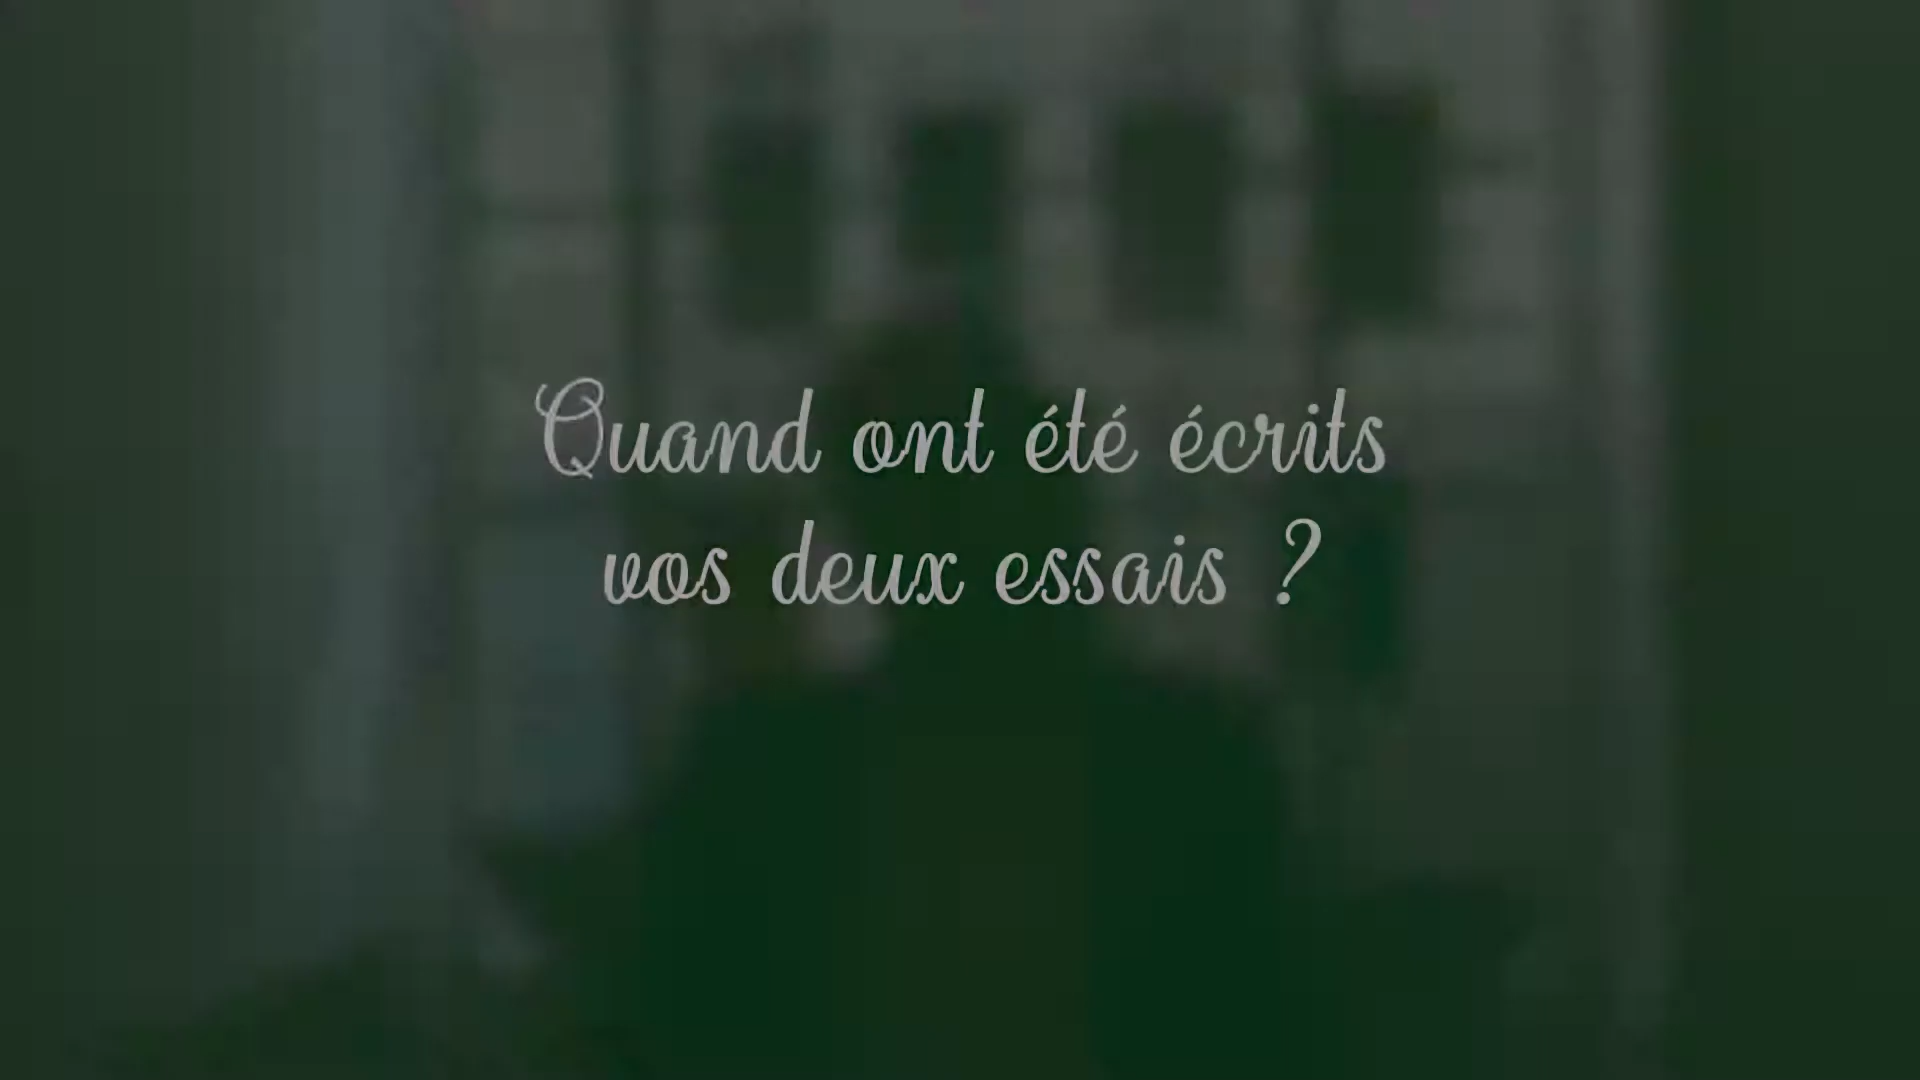 Quand ont été écrits
vos deux essais ?